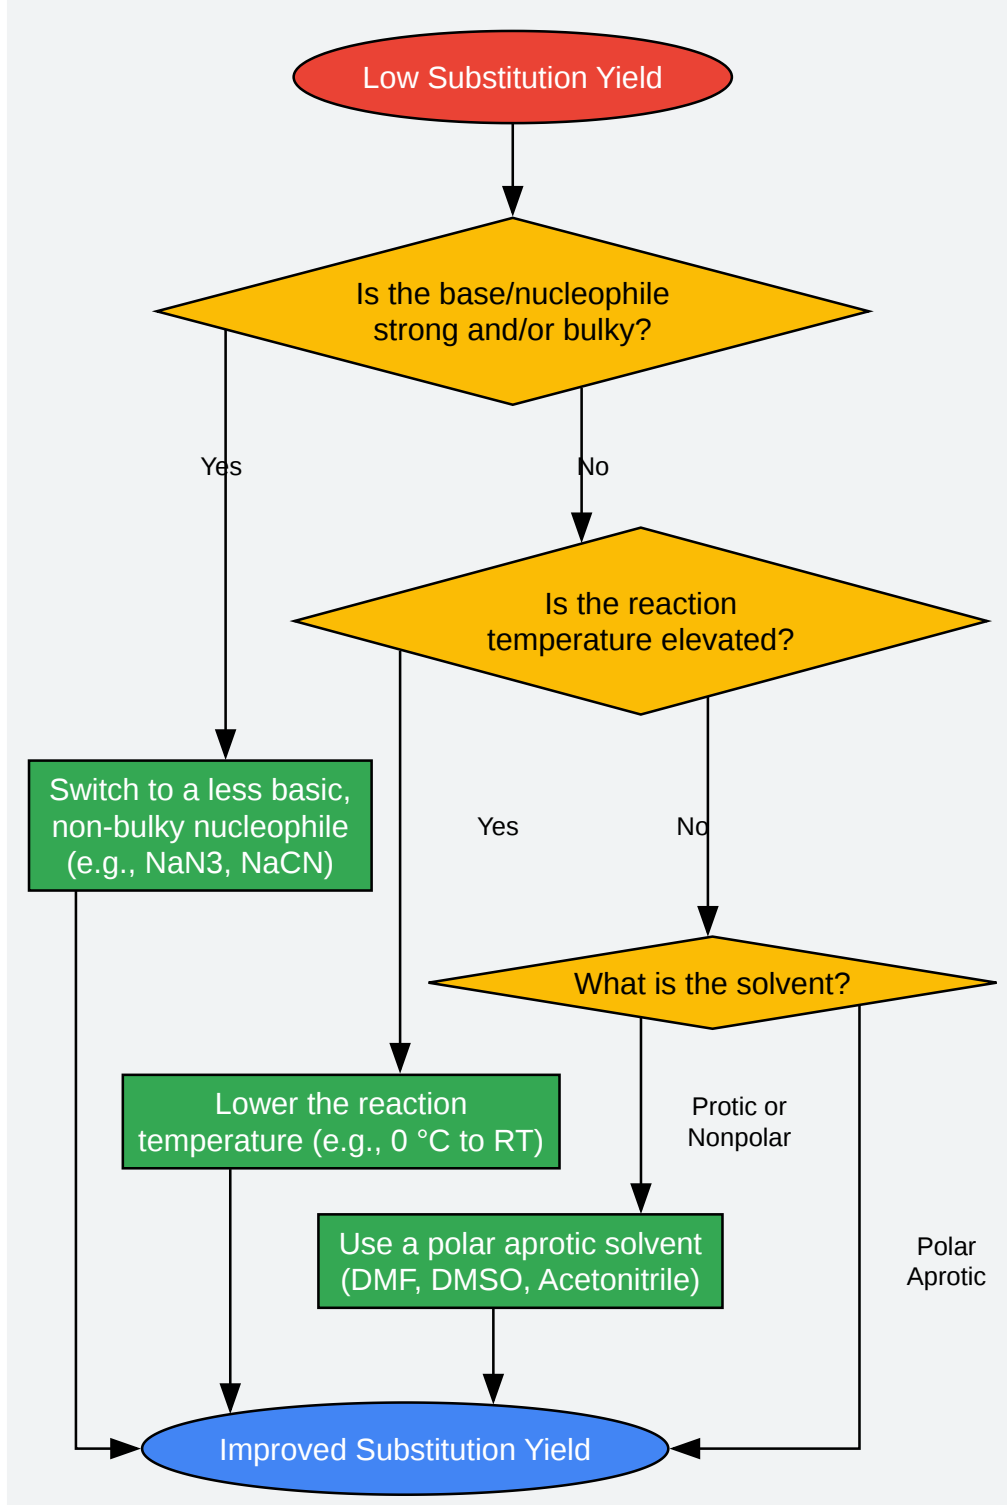 Low Substitution Yield
Is the base/nucleophile
strong and/or bulky?
Yes
No
Is the reaction
temperature elevated?
Switch to a less basic,
non-bulky nucleophile
(e.g., NaN3, NaCN)
Yes
No
What is the solvent?
Lower the reaction
temperature (e.g., 0 °C to RT)
Protic or
Nonpolar
Use a polar aprotic solvent
(DMF, DMSO, Acetonitrile)
Polar
Aprotic
Improved Substitution Yield